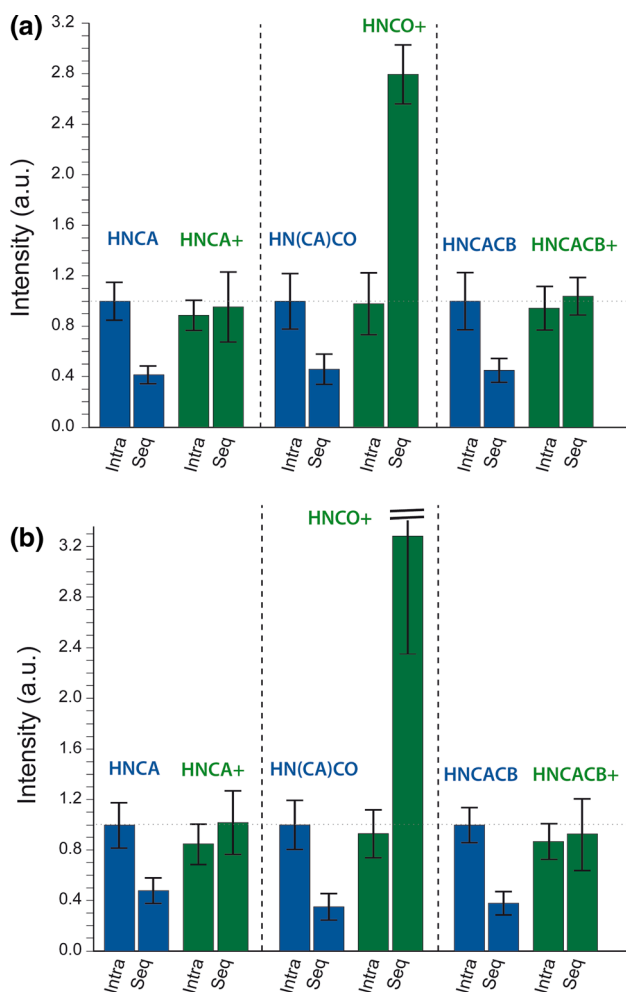 (a)
Intensity (a.u.)
3.2
2.8
2.4
2.0
1.6
1.2
0.8
0.4
0.0
HNCO+
HNCA HNCA+ HN(CA)CO HNCACB HNCACB+
Intra Seq Intra Seq Intra Seq Intra Seq Intra Seq Intra Seq
(b)
Intensity (a.u.)
3.2
2.8
2.4
2.0
1.6
1.2
0.8
0.4
0.0
HNCO+
HNCA HNCA+ HN(CA)CO HNCACB HNCACB+
Intra Seq Intra Seq Intra Seq Intra Seq Intra Seq Intra Seq